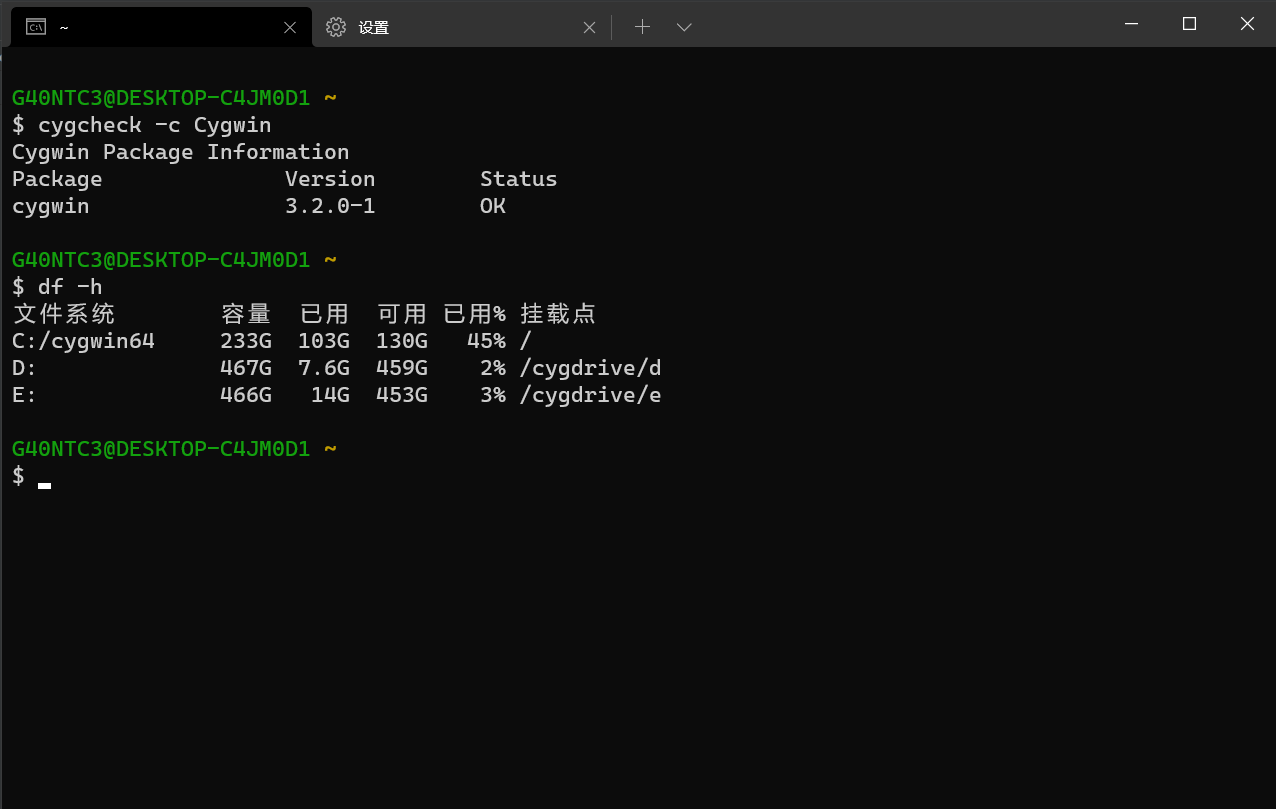 ~ 设置
G40NTC3@DESKTOP-C4JM0D1 ~
$ cygcheck -c Cygwin
Cygwin Package Information
Package Version Status
cygwin 3.2.0-1 OK
G40NTC3@DESKTOP-C4JM0D1 ~
$ df -h
文件系统 容量 已用 可用 已用% 挂载点
C:/cygwin64 233G 103G 130G 45% /
D: 467G 7.6G 459G 2% /cygdrive/d
E: 466G 14G 453G 3% /cygdrive/e
G40NTC3@DESKTOP-C4JM0D1 ~
$